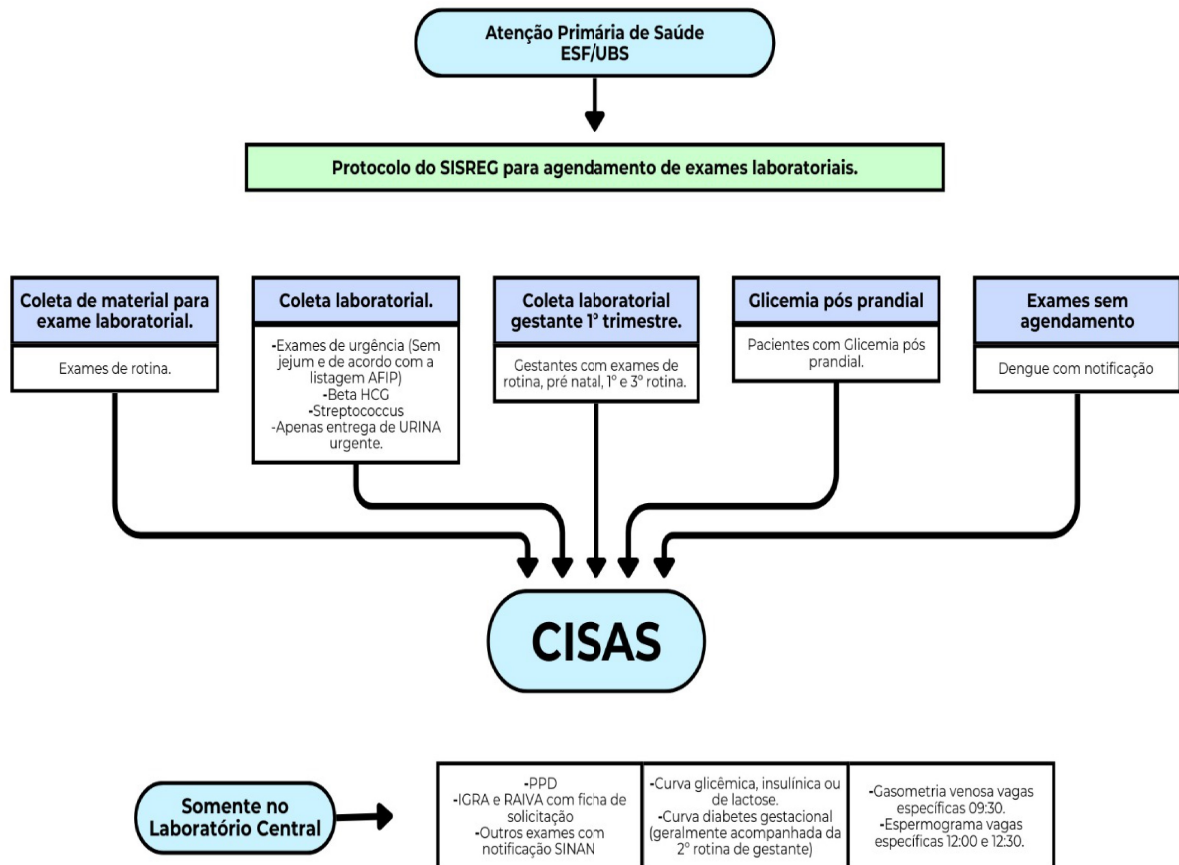 Atenção Primária de Saúde
ESF/UBS
Protocolo do SISREG para agendamento de exames laboratoriais.
Coleta de material para
exame laboratorial.
Exames de rotina.
Coleta laboratorial.
-Exames de urgência (Sem
jejum e de acordo com a
listagem AFIP)
-Beta HCG
-Streptococcus
-Apenas entrega de URINA
urgente.
Coleta laboratorial
gestante 1º trimestre.
Gestantes com exames de
rotina, pré natal, 1º e 3º rotina.
Glicemia pós prandial
Pacientes com Glicemia pós
prandial.
Exames sem
agendamento
Dengue com notificação
CISAS
Somente no
Laboratório Central
-PPD
-IGRA e RAIVA com ficha de
solicitação
-Outros exames com
notificação SINAN
-Curva glicêmica, insulínica ou
de lactose.
-Curva diabetes gestacional
(geralmente acompanhada da
2º rotina de gestante)
-Gasometria venosa vagas
específicas 09:30.
-Espermograma vagas
específicas 12:00 e 12:30.